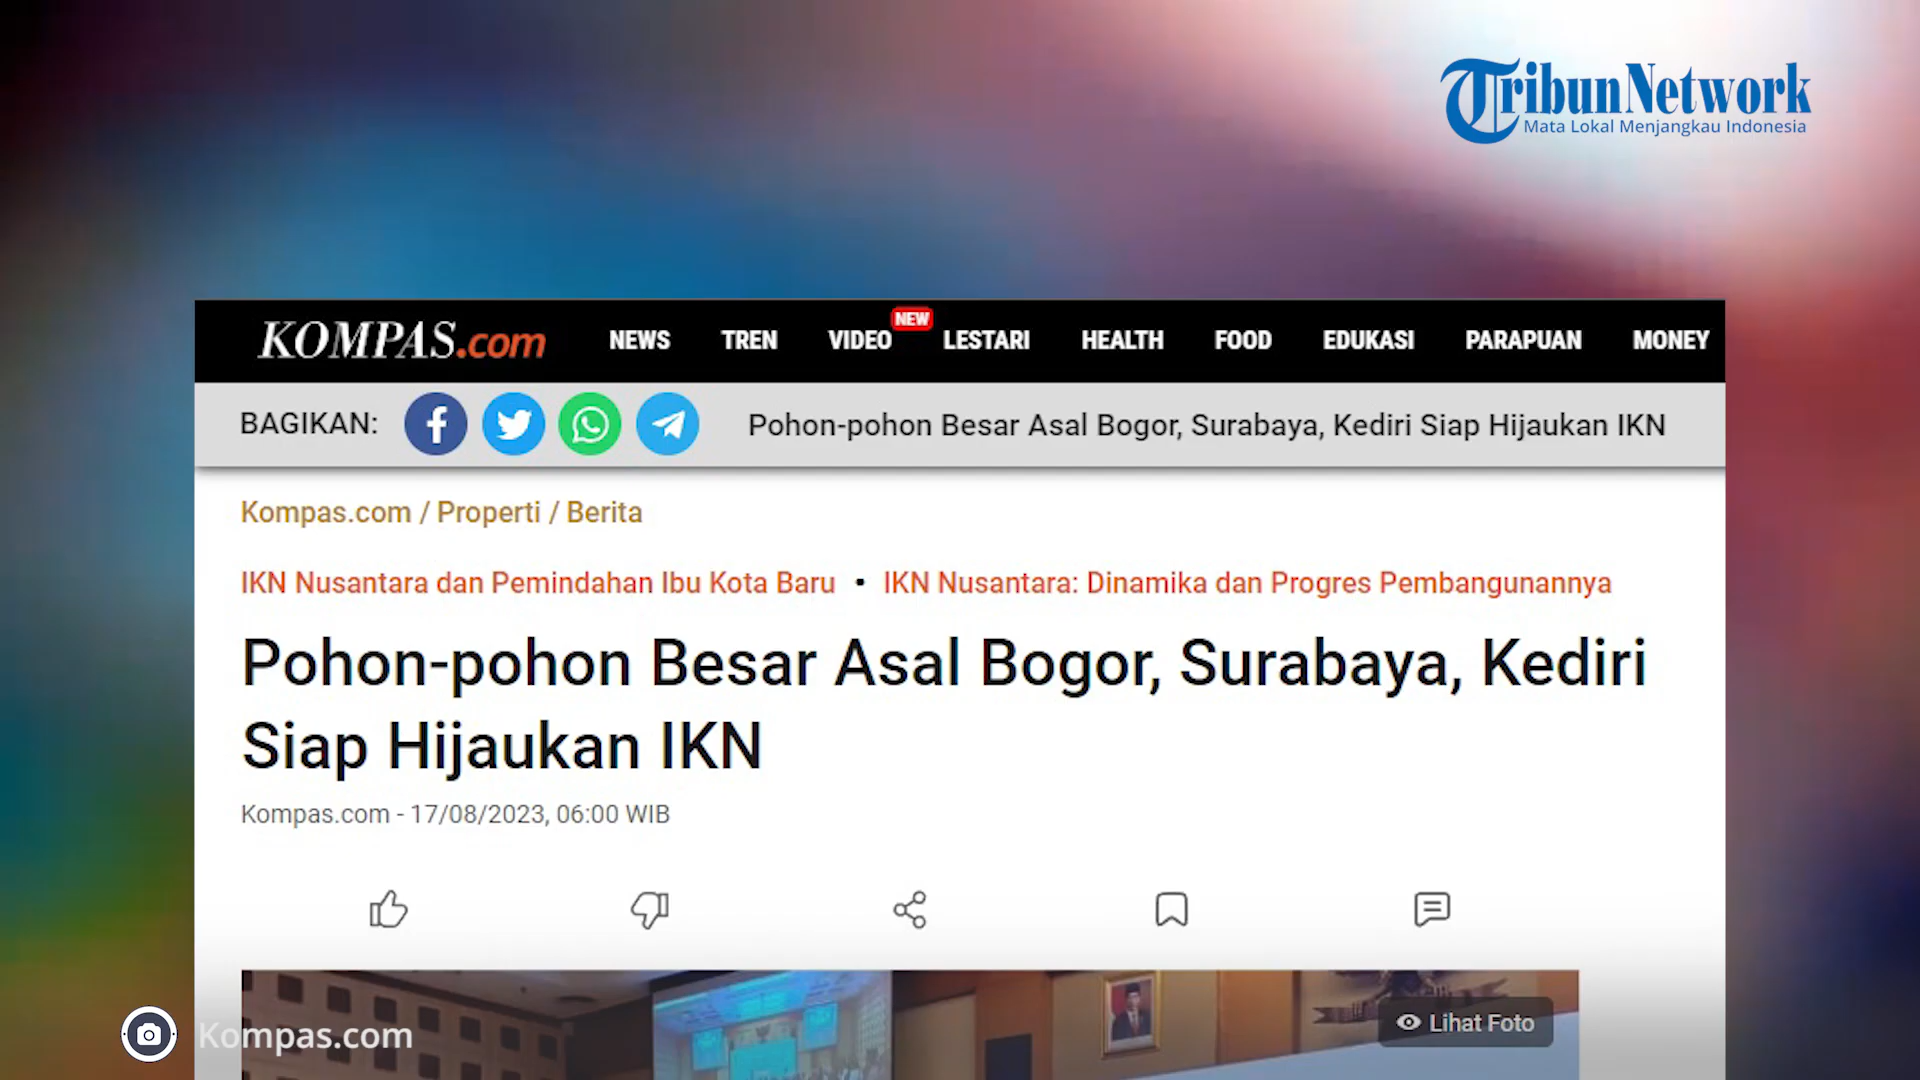 TribunNetwork
Mata Lokal Menjangkau Indonesia
KOMPAS.com NEWS TREN VIDEO NEW LESTARI HEALTH FOOD EDUKASI PARAPUAN MONEY
BAGIKAN: Pohon-pohon Besar Asal Bogor, Surabaya, Kediri Siap Hijaukan IKN
Kompas.com / Properti / Berita
IKN Nusantara dan Pemindahan Ibu Kota Baru • IKN Nusantara: Dinamika dan Progres Pembangunannya
Pohon-pohon Besar Asal Bogor, Surabaya, Kediri
Siap Hijaukan IKN
Kompas.com - 17/08/2023, 06:00 WIB
Lihat Foto
Kompas.com